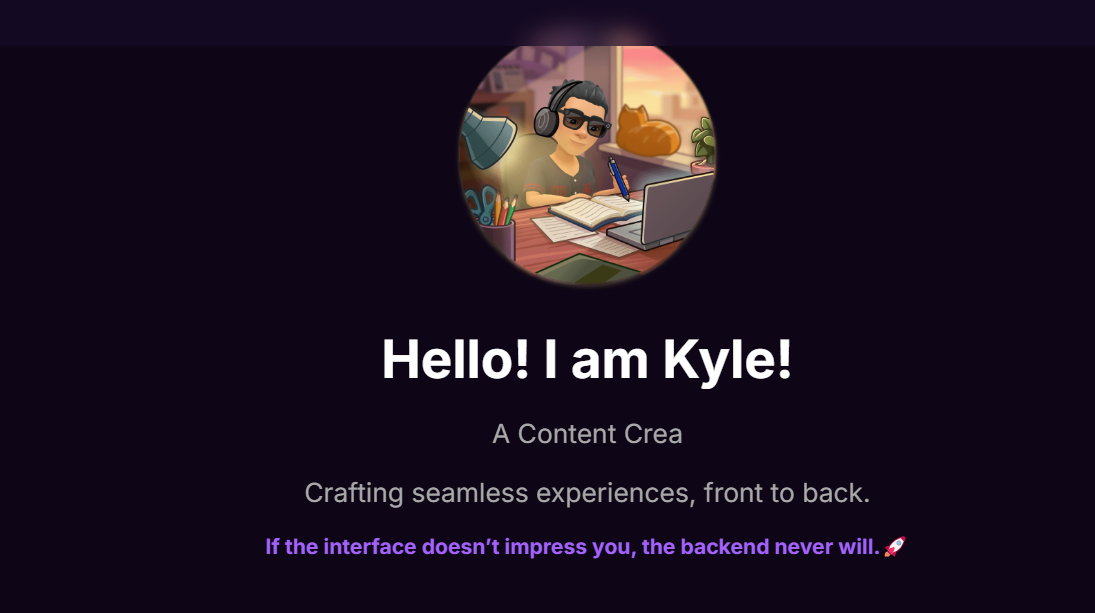 Hello! I am Kyle!
A Content Crea
Crafting seamless experiences, front to back.
If the interface doesn’t impress you, the backend never will. 🚀